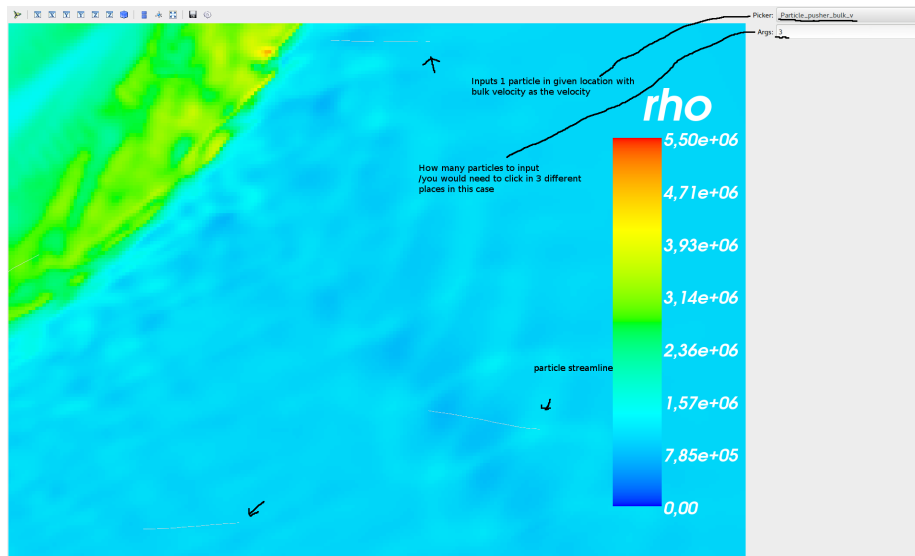 Picker: Particle_pusher_bulk_v
Args: 3
Inputs 1 particle in given location with
bulk velocity as the velocity
rho
5,50e+06
How many particles to input
/you would need to click in 3 different
places in this case
4,71e+06
3,93e+06
3,14e+06
2,36e+06
particle streamline
1,57e+06
7,85e+05
0,00